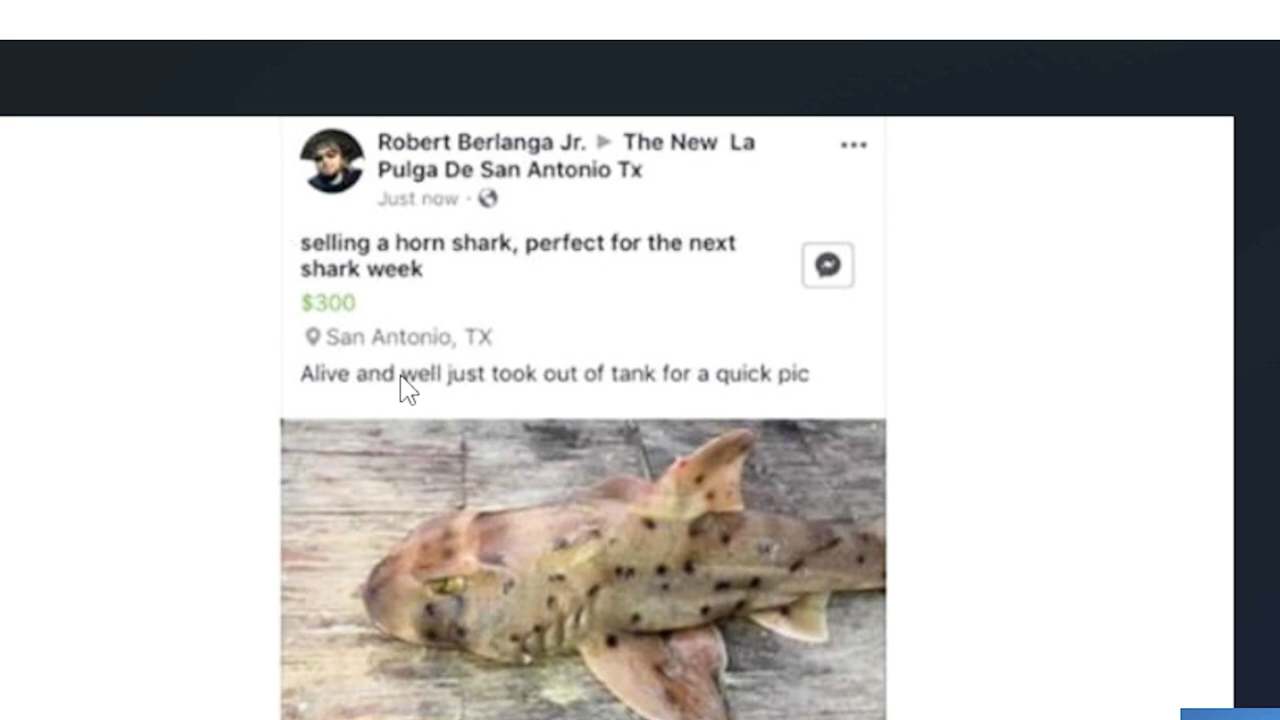 Robert Berlanga Jr. ▶ The New La
Pulga De San Antonio Tx
Just now ·
selling a horn shark, perfect for the next
shark week
$300
San Antonio, TX
Alive and well just took out of tank for a quick pic